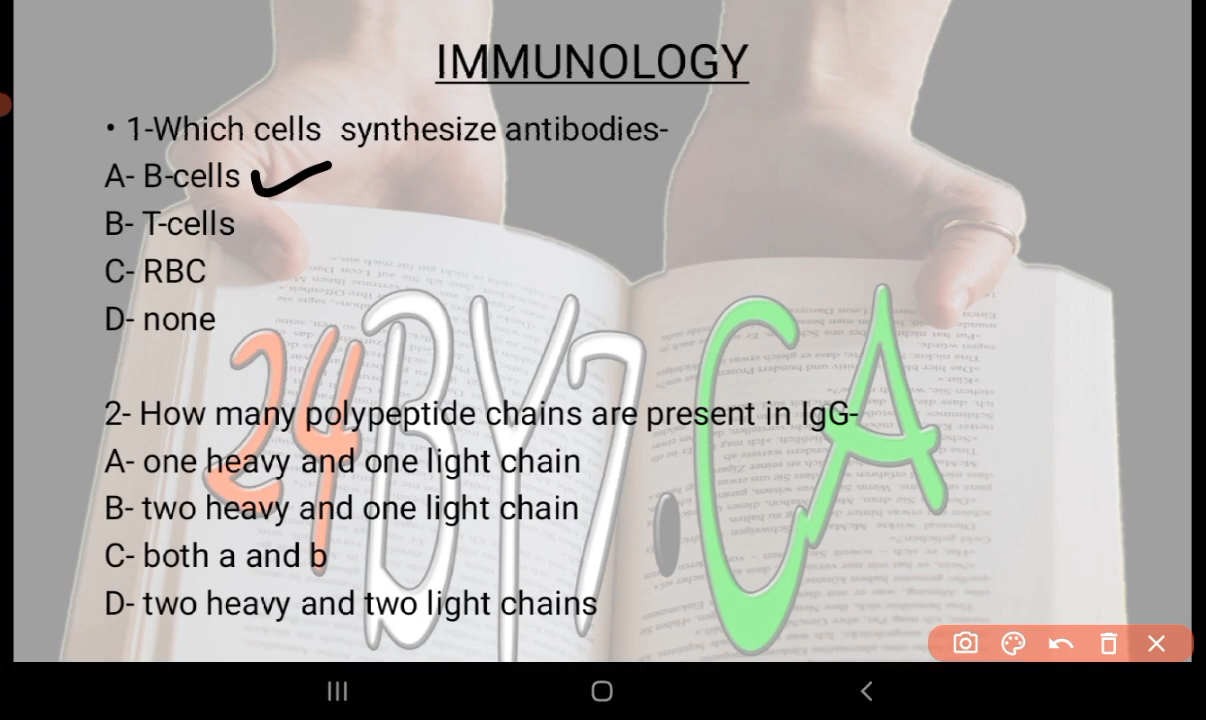 IMMUNOLOGY
• 1-Which cells synthesize antibodies-
A- B-cells
B- T-cells
C- RBC
D- none
24BY7.CA
2- How many polypeptide chains are present in IgG-
A- one heavy and one light chain
B- two heavy and one light chain
C- both a and b
D- two heavy and two light chains